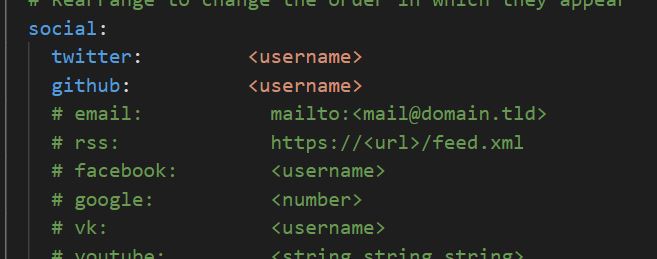 # Rearrange to change the order in which they appear
social:
twitter: <username>
github: <username>
# email: mailto:<mail@domain.tld>
# rss: https://<url>/feed.xml
# facebook: <username>
# google: <number>
# vk: <username>
# youtube: <string string string>